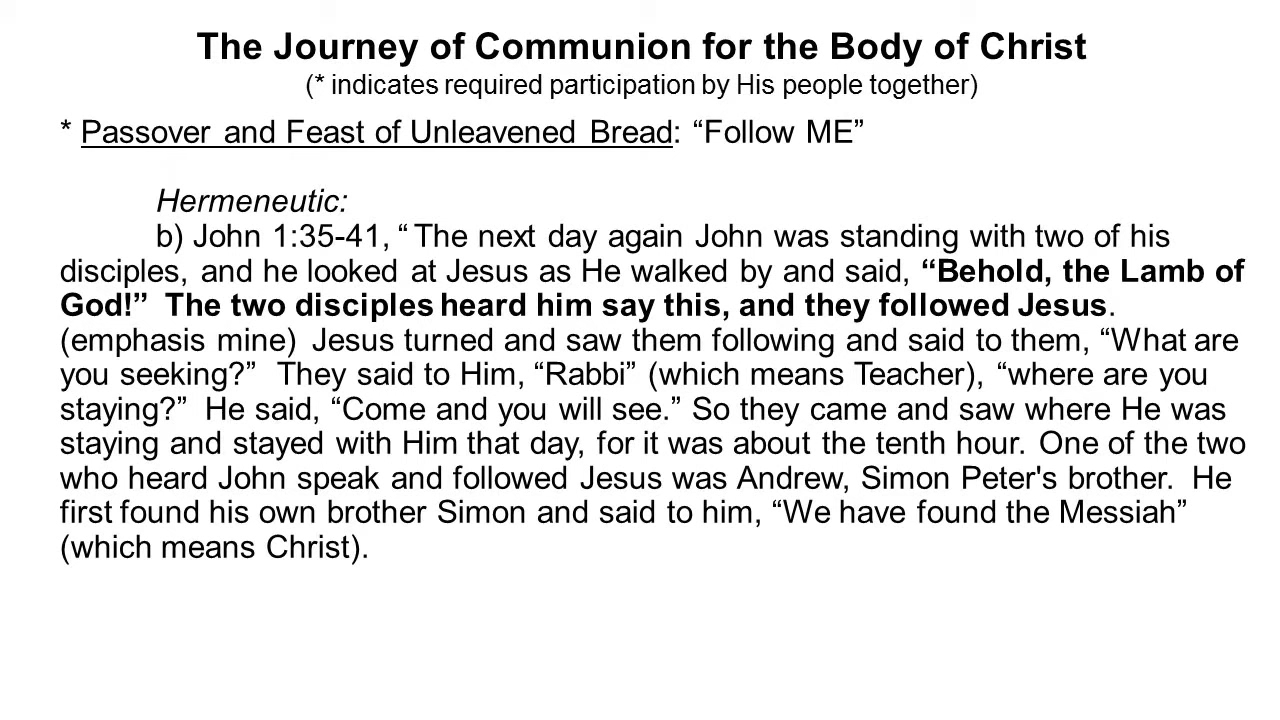 The Journey of Communion for the Body of Christ
(* indicates required participation by His people together)
* Passover and Feast of Unleavened Bread: “Follow ME”
Hermeneutic:
b) John 1:35-41, “ The next day again John was standing with two of his
disciples, and he looked at Jesus as He walked by and said, “Behold, the Lamb of
God!”  The two disciples heard him say this, and they followed Jesus.
(emphasis mine)  Jesus turned and saw them following and said to them, “What are
you seeking?”  They said to Him, “Rabbi” (which means Teacher), “where are you
staying?”  He said, “Come and you will see.” So they came and saw where He was
staying and stayed with Him that day, for it was about the tenth hour. One of the two
who heard John speak and followed Jesus was Andrew, Simon Peter's brother.  He
first found his own brother Simon and said to him, “We have found the Messiah”
(which means Christ).